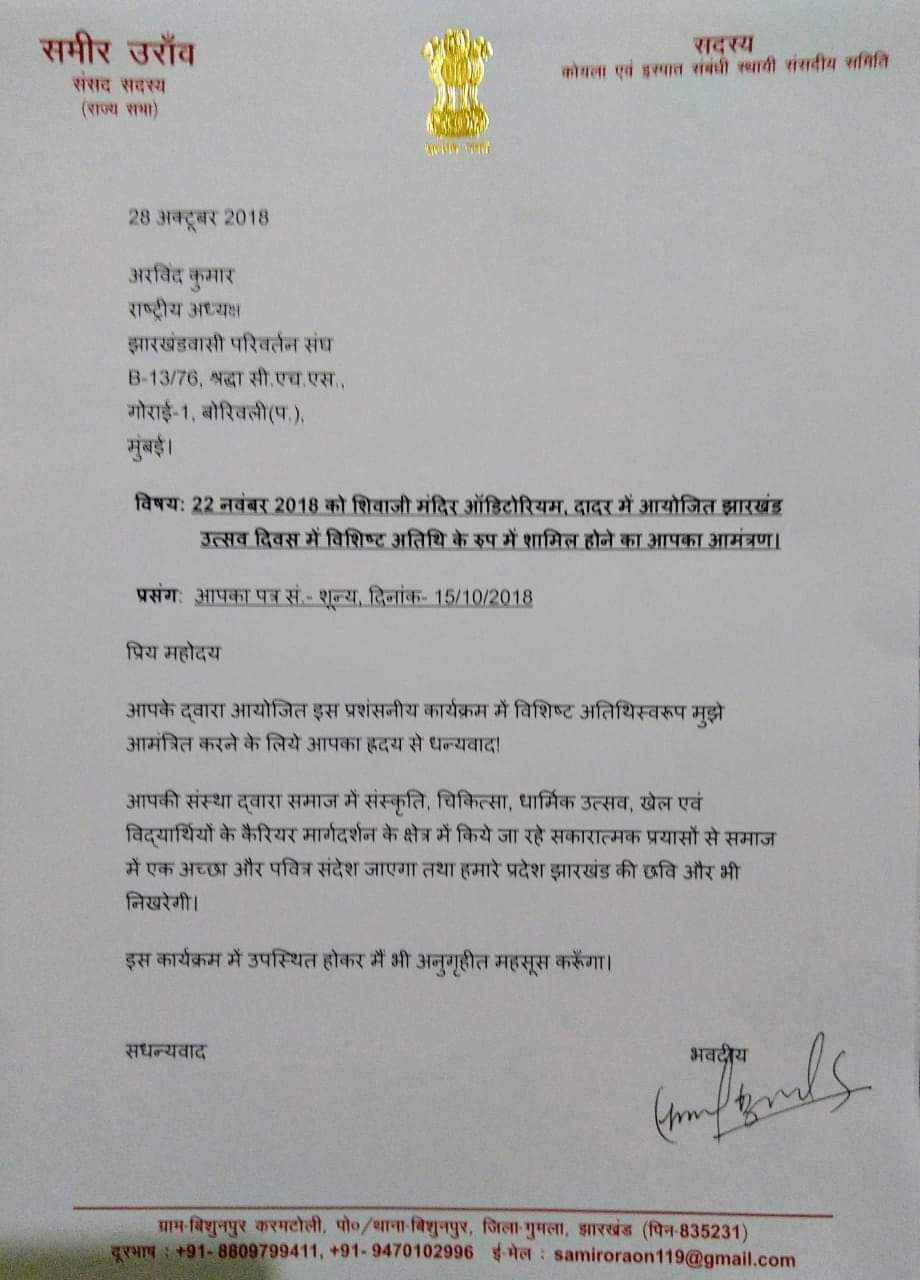 समीर उराँव
संसद सदस्य
(राज्य सभा)
सदस्य
कोयला एवं इस्पात संबंधी स्थायी संसदीय समिति
28 अक्टूबर 2018
अरविंद कुमार
राष्ट्रीय अध्यक्ष
झारखंडवासी परिवर्तन संघ
B-13/76, श्रद्धा सी.एच.एस.,
गोराई-1, बोरिवली(प.),
मुंबई।
विषय: 22 नवंबर 2018 को शिवाजी मंदिर ऑडिटोरियम, दादर में आयोजित झारखंड
उत्सव दिवस में विशिष्ट अतिथि के रुप में शामिल होने का आपका आमंत्रण।
प्रसंग: आपका पत्र सं.- शून्य, दिनांक- 15/10/2018
प्रिय महोदय
आपके द्वारा आयोजित इस प्रशंसनीय कार्यक्रम में विशिष्ट अतिथिस्वरूप मुझे
आमंत्रित करने के लिये आपका ह्रदय से धन्यवाद!
आपकी संस्था द्वारा समाज में संस्कृति, चिकित्सा, धार्मिक उत्सव, खेल एवं
विद्यार्थियों के कैरियर मार्गदर्शन के क्षेत्र में किये जा रहे सकारात्मक प्रयासों से समाज
में एक अच्छा और पवित्र संदेश जाएगा तथा हमारे प्रदेश झारखंड की छवि और भी
निखरेगी।
इस कार्यक्रम में उपस्थित होकर मैं भी अनुगृहीत महसूस करूँगा।
सधन्यवाद
भवदीय
ग्राम-बिशुनपुर करमटोली, पो०/थाना-बिशुनपुर, जिला-गुमला, झारखंड (पिन-835231)
दूरभाष : +91- 8809799411, +91- 9470102996 ई-मेल : samiroraon119@gmail.com